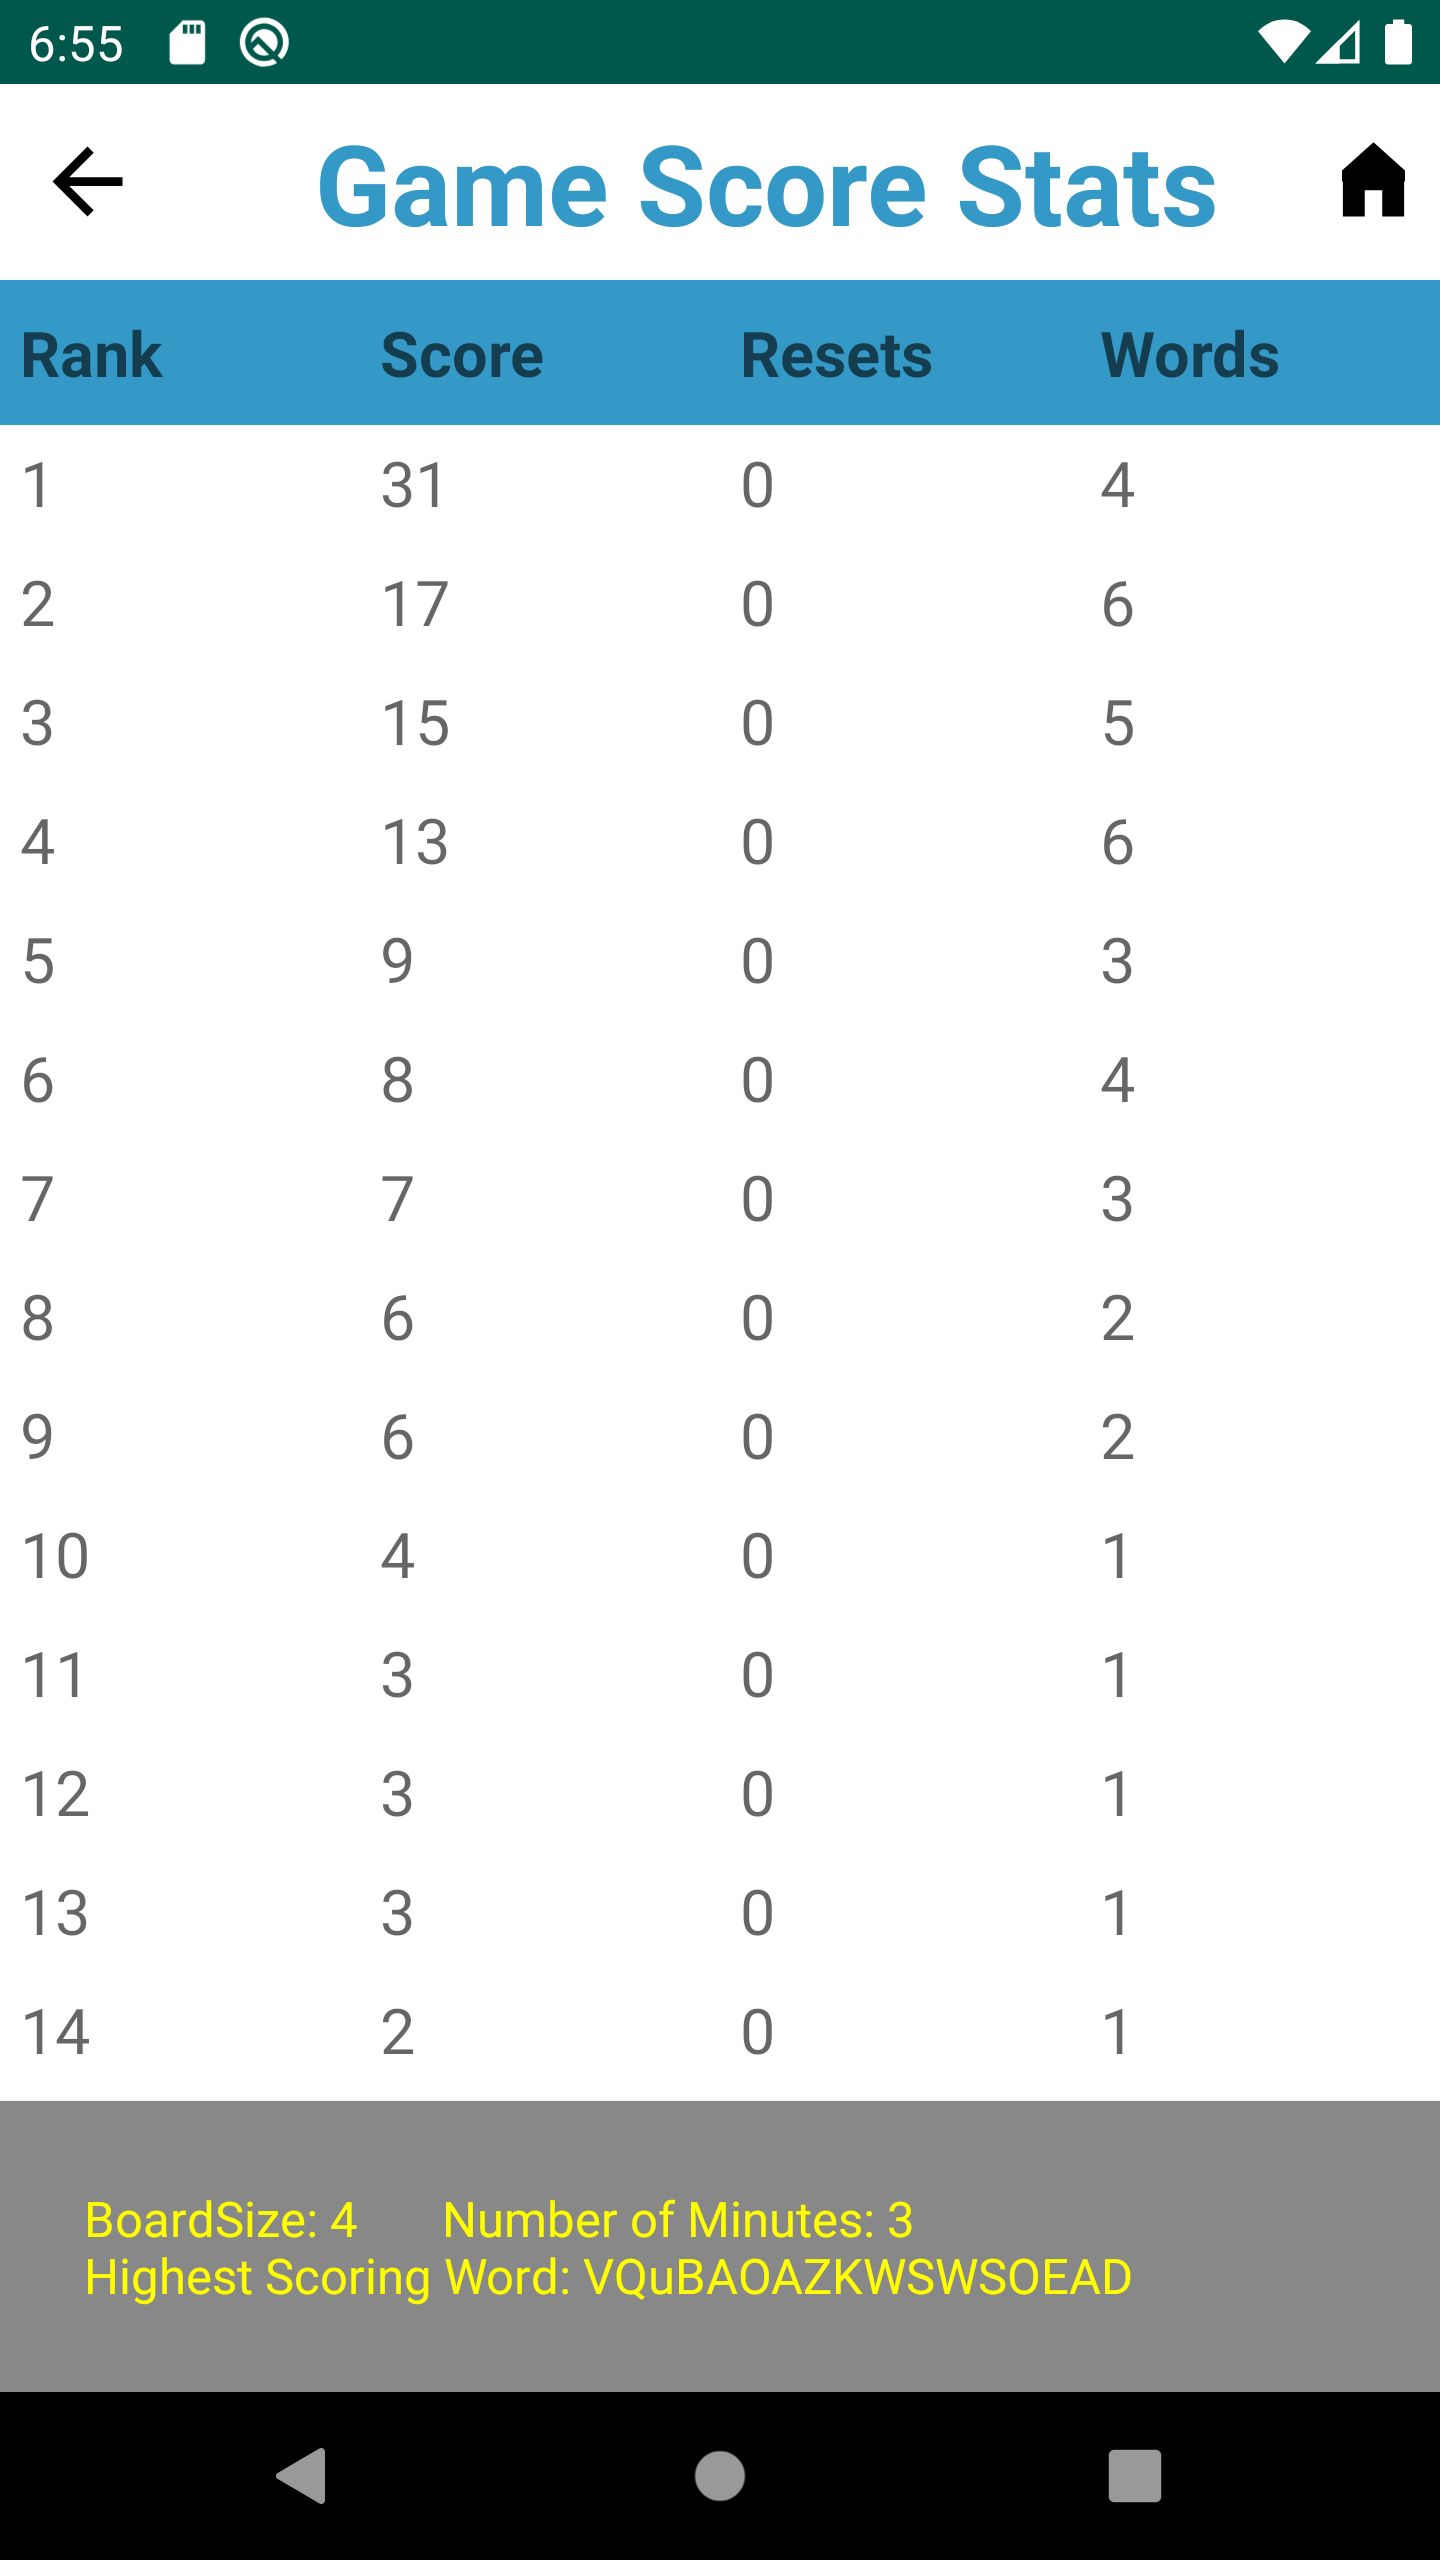 6:55
Game Score Stats
Rank Score Resets Words
1 31 0 4
2 17 0 6
3 15 0 5
4 13 0 6
5 9 0 3
6 8 0 4
7 7 0 3
8 6 0 2
9 6 0 2
10 4 0 1
11 3 0 1
12 3 0 1
13 3 0 1
14 2 0 1
BoardSize: 4 Number of Minutes: 3
Highest Scoring Word: VQuBAOAZKWSWSOEAD